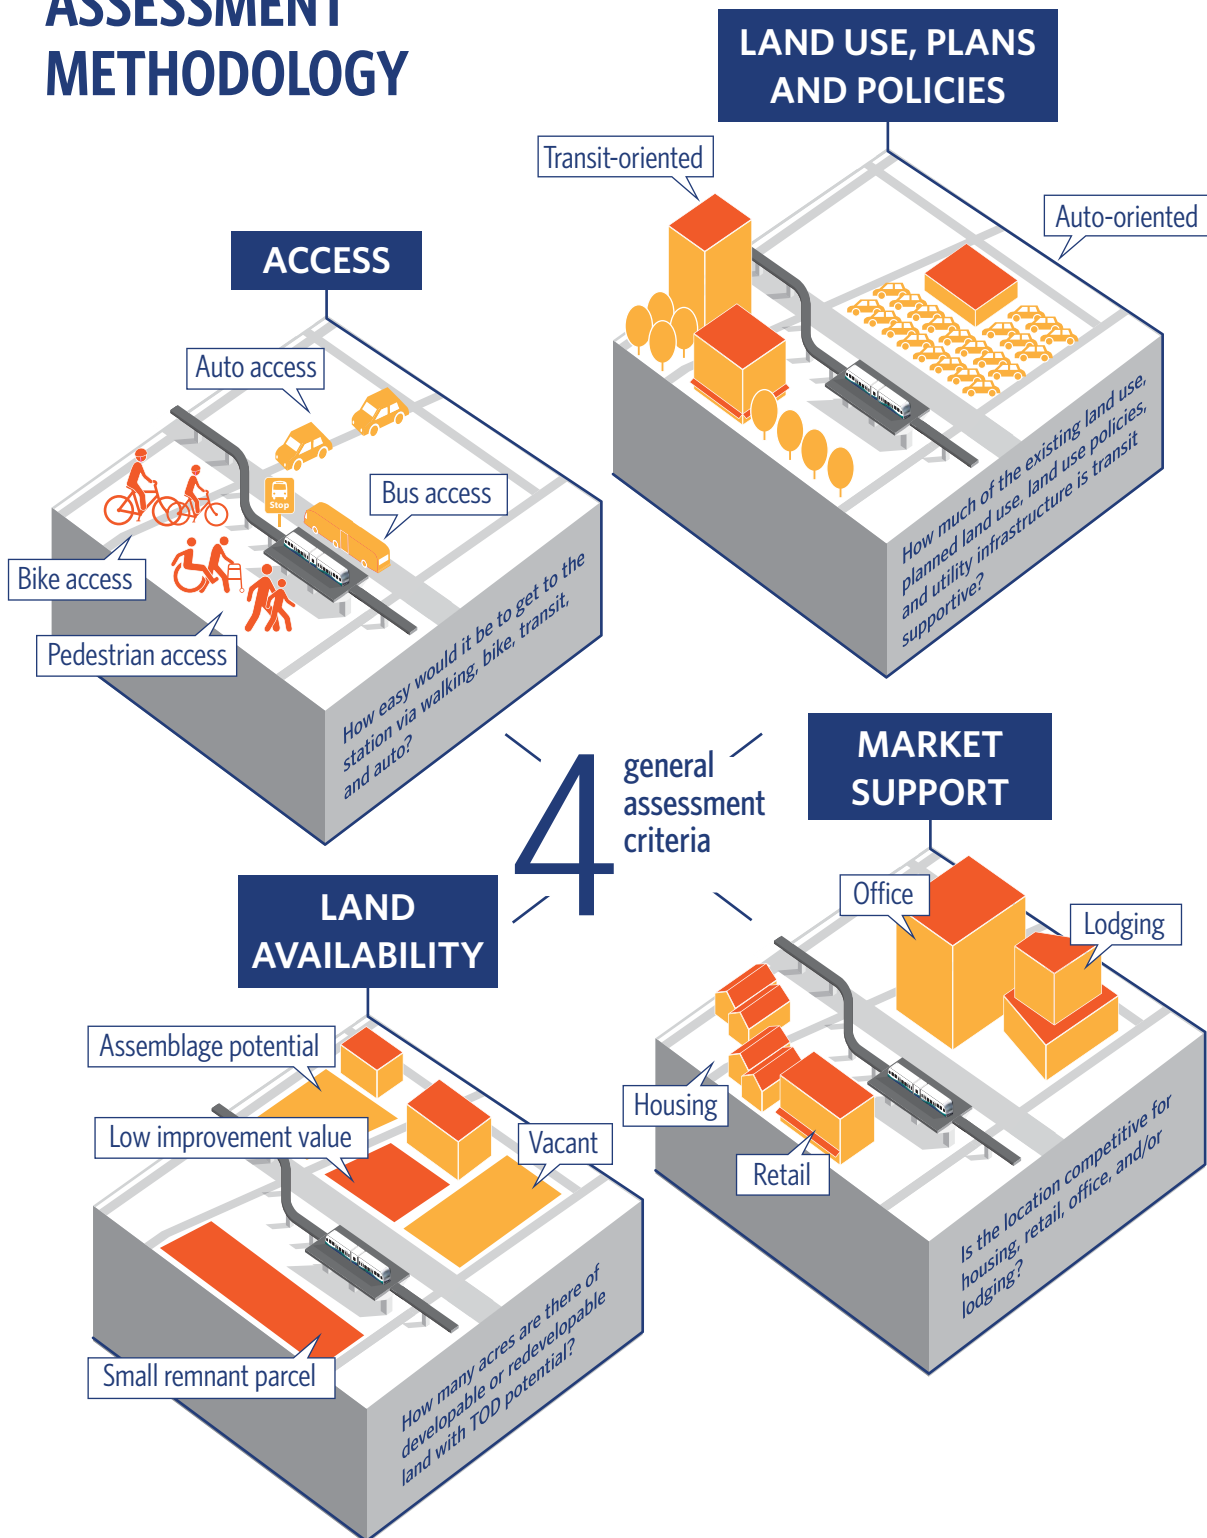 ASSESSMENT
METHODOLOGY
LAND USE, PLANS
AND POLICIES
Transit-oriented
Auto-oriented
How much of the existing land use,
planned land use, land use policies,
and utility infrastructure is transit
supportive?
ACCESS
Auto access
Stop
Bus access
Bike access
Pedestrian access
How easy would it be to get to the
station via walking, bike, transit,
and auto?
4
general
assessment
criteria
MARKET
SUPPORT
Office
Lodging
Housing
Retail
Is the location competitive for
housing, retail, office, and/or
lodging?
LAND
AVAILABILITY
Assemblage potential
Low improvement value
Vacant
Small remnant parcel
How many acres are there of
developable or redevelopable
land with TOD potential?